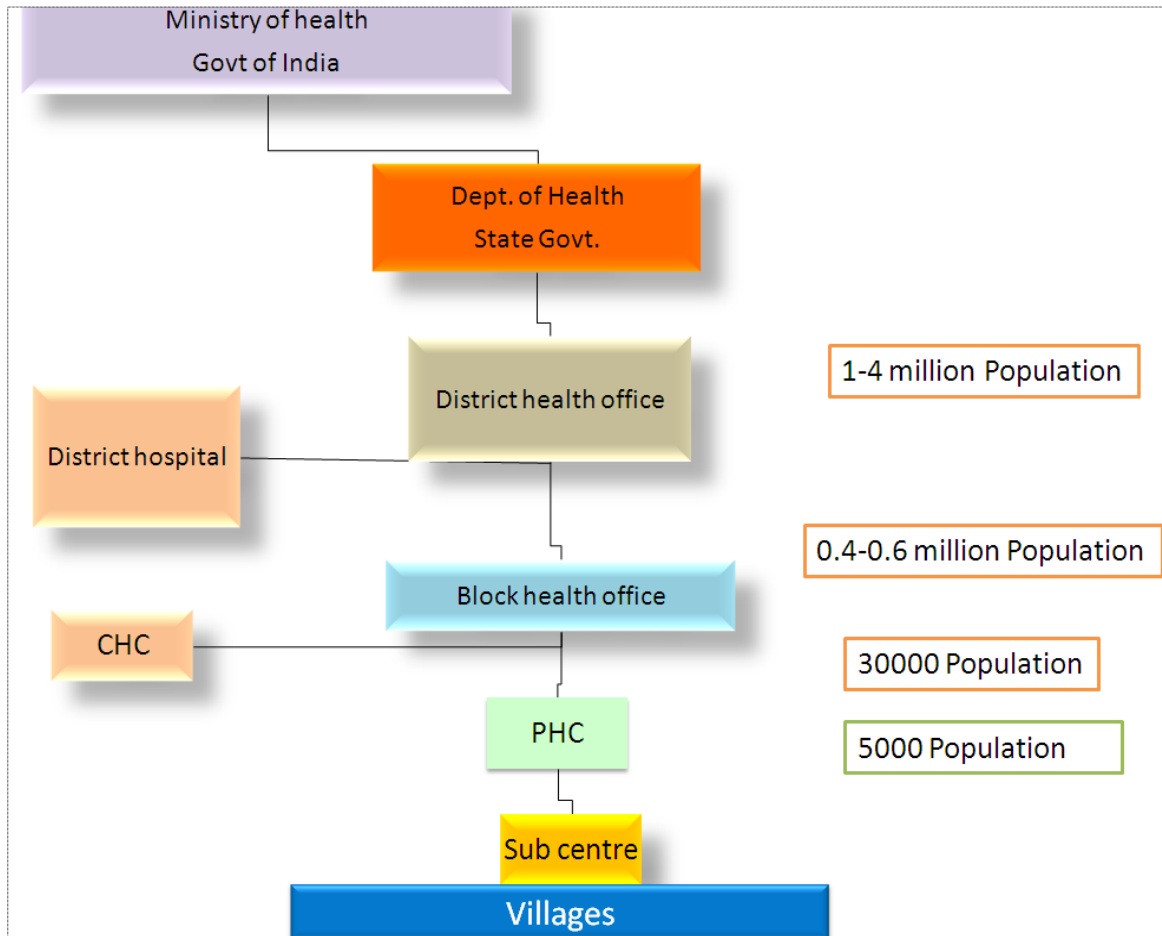 Ministry of health
Govt of India
Dept. of Health
State Govt.
District health office
1-4 million Population
District hospital
0.4-0.6 million Population
Block health office
CHC
30000 Population
PHC
5000 Population
Sub centre
Villages